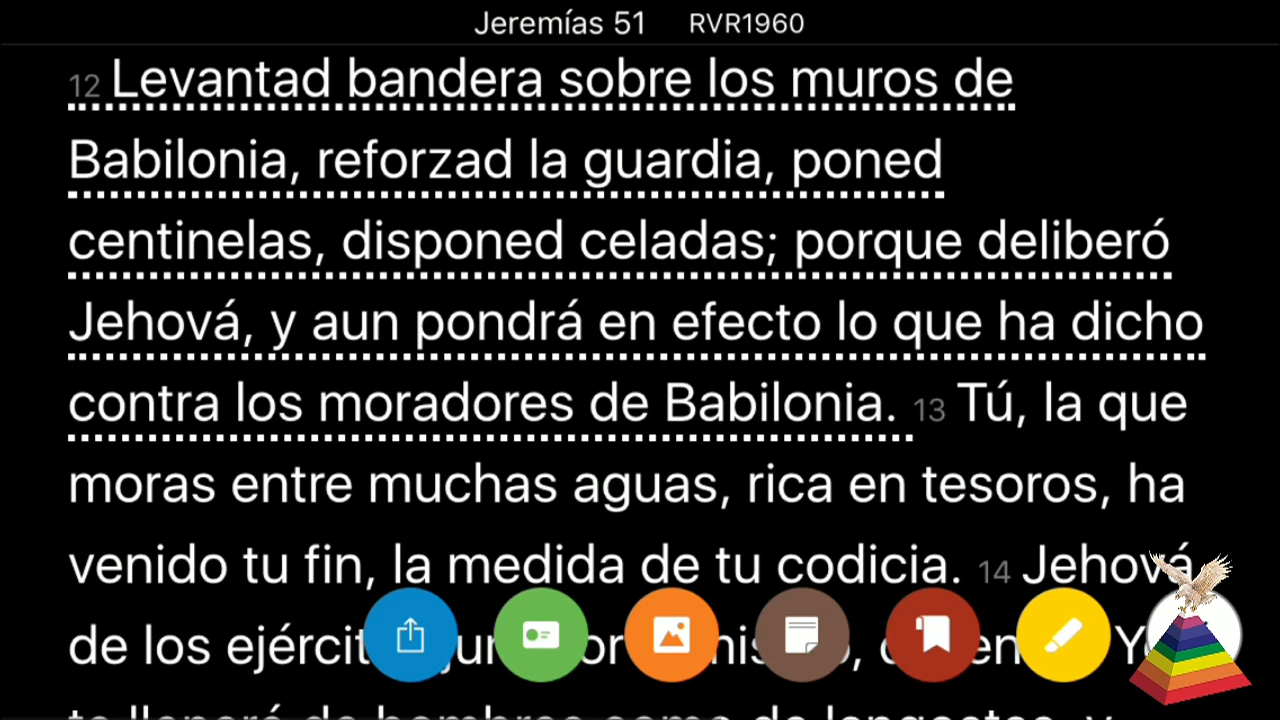 Jeremías 51 RVR1960
12 Levantad bandera sobre los muros de
Babilonia, reforzad la guardia, poned
centinelas, disponed celadas; porque deliberó
Jehová, y aun pondrá en efecto lo que ha dicho
contra los moradores de Babilonia. 13 Tú, la que
moras entre muchas aguas, rica en tesoros, ha
venido tu fin, la medida de tu codicia. 14 Jehová
de los